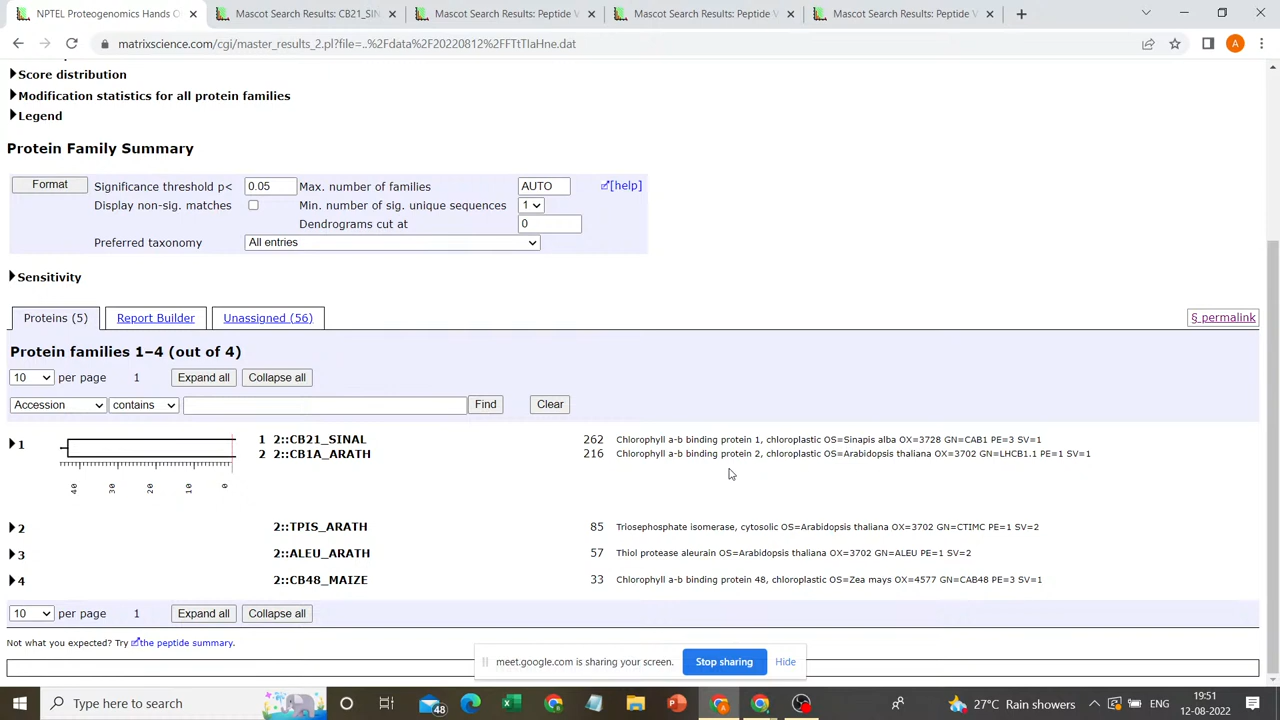 NPTEL Proteogenomics Hands O
Mascot Search Results: CB21_SIN
Mascot Search Results: Peptide V
Mascot Search Results: Peptide V
Mascot Search Results: Peptide V
matrixscience.com/cgi/master_results_2.pl?file=..%2Fdata%2F20220812%2FFTtTIaHne.dat
A
Score distribution
Modification statistics for all protein families
Legend
Protein Family Summary
Format
Significance threshold p< 0.05 Max. number of families AUTO [help]
Display non-sig. matches Min. number of sig. unique sequences 1
Dendrograms cut at 0
Preferred taxonomy All entries
Sensitivity
Proteins (5) Report Builder Unassigned (56) § permalink
Protein families 1–4 (out of 4)
10 per page 1 Expand all Collapse all
Accession contains Find Clear
1 1 2::CB21_SINAL 262 Chlorophyll a-b binding protein 1, chloroplastic OS=Sinapis alba OX=3728 GN=CAB1 PE=3 SV=1
2 2::CB1A_ARATH 216 Chlorophyll a-b binding protein 2, chloroplastic OS=Arabidopsis thaliana OX=3702 GN=LHCB1.1 PE=1 SV=1
40 30 20 10 0
2 2::TPIS_ARATH 85 Triosephosphate isomerase, cytosolic OS=Arabidopsis thaliana OX=3702 GN=CTIMC PE=1 SV=2
3 2::ALEU_ARATH 57 Thiol protease aleurain OS=Arabidopsis thaliana OX=3702 GN=ALEU PE=1 SV=2
4 2::CB48_MAIZE 33 Chlorophyll a-b binding protein 48, chloroplastic OS=Zea mays OX=4577 GN=CAB48 PE=3 SV=1
10 per page 1 Expand all Collapse all
Not what you expected? Try the peptide summary.
meet.google.com is sharing your screen. Stop sharing Hide
Type here to search
48
27°C Rain showers
ENG
19:51
12-08-2022